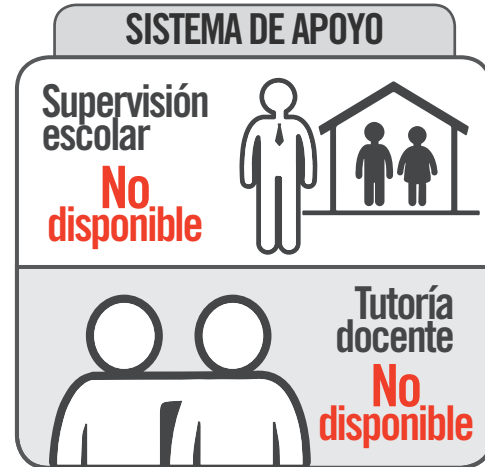 SISTEMA DE APOYO
Supervisión
escolar
No
disponible
Tutoría
docente
No
disponible